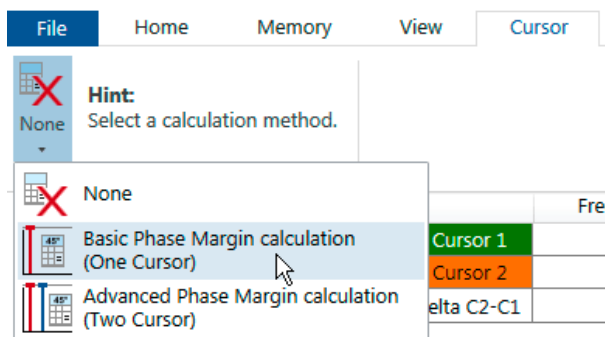 File Home Memory View Cursor
Hint:
None Select a calculation method.
None
Fre
Basic Phase Margin calculation
(One Cursor)
Cursor 1
Cursor 2
Advanced Phase Margin calculation
(Two Cursor)
elta C2-C1
45°
45°